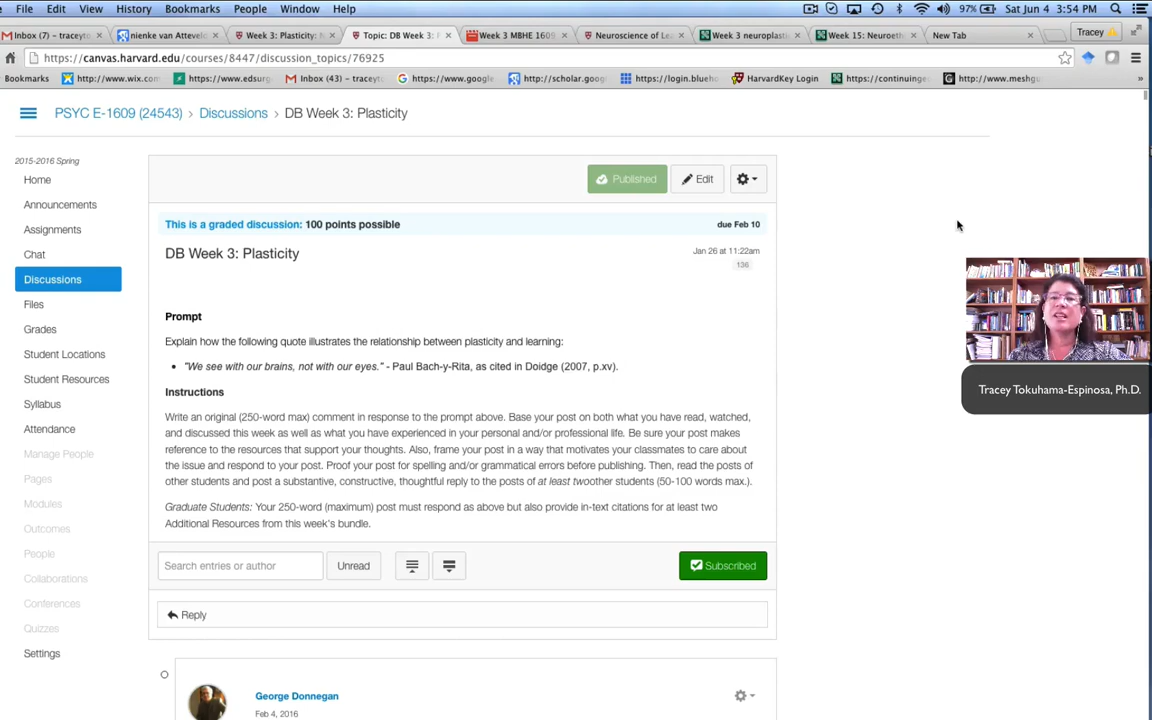 File Edit View History Bookmarks People Window Help 97% Sat Jun 4 3:54 PM
Inbox (7) – traceyto × nienke van Atteveld × Week 3: Plasticity: × Topic: DB Week 3: F × Week 3 MBHE 1609 × Neuroscience of Lea × Week 3 neuroplasti × Week 15: Neuroeth × New Tab × Tracey
https://canvas.harvard.edu/courses/8447/discussion_topics/76925
Bookmarks http://www.wix.com https://www.edsurg Inbox (43) – traceyt https://www.google. http://scholar.goog https://login.blueho HarvardKey Login https://continuinge http://www.meshg »
PSYC E-1609 (24543) › Discussions › DB Week 3: Plasticity
2015-2016 Spring
Home
Announcements
Assignments
Chat
Discussions
Files
Grades
Student Locations
Student Resources
Syllabus
Attendance
Manage People
Pages
Modules
Outcomes
People
Collaborations
Conferences
Quizzes
Settings
Published Edit
This is a graded discussion: 100 points possible due Feb 10
DB Week 3: Plasticity Jan 26 at 11:22am
136
Prompt
Explain how the following quote illustrates the relationship between plasticity and learning:
• "We see with our brains, not with our eyes." - Paul Bach-y-Rita, as cited in Doidge (2007, p.xv).
Instructions
Write an original (250-word max) comment in response to the prompt above. Base your post on both what you have read, watched,
and discussed this week as well as what you have experienced in your personal and/or professional life. Be sure your post makes
reference to the resources that support your thoughts. Also, frame your post in a way that motivates your classmates to care about
the issue and respond to your post. Proof your post for spelling and/or grammatical errors before publishing. Then, read the posts of
other students and post a substantive, constructive, thoughtful reply to the posts of at least twoother students (50-100 words max.).
Graduate Students: Your 250-word (maximum) post must respond as above but also provide in-text citations for at least two
Additional Resources from this week's bundle.
Search entries or author Unread Subscribed
Reply
George Donnegan
Feb 4, 2016
Tracey Tokuhama-Espinosa, Ph.D.